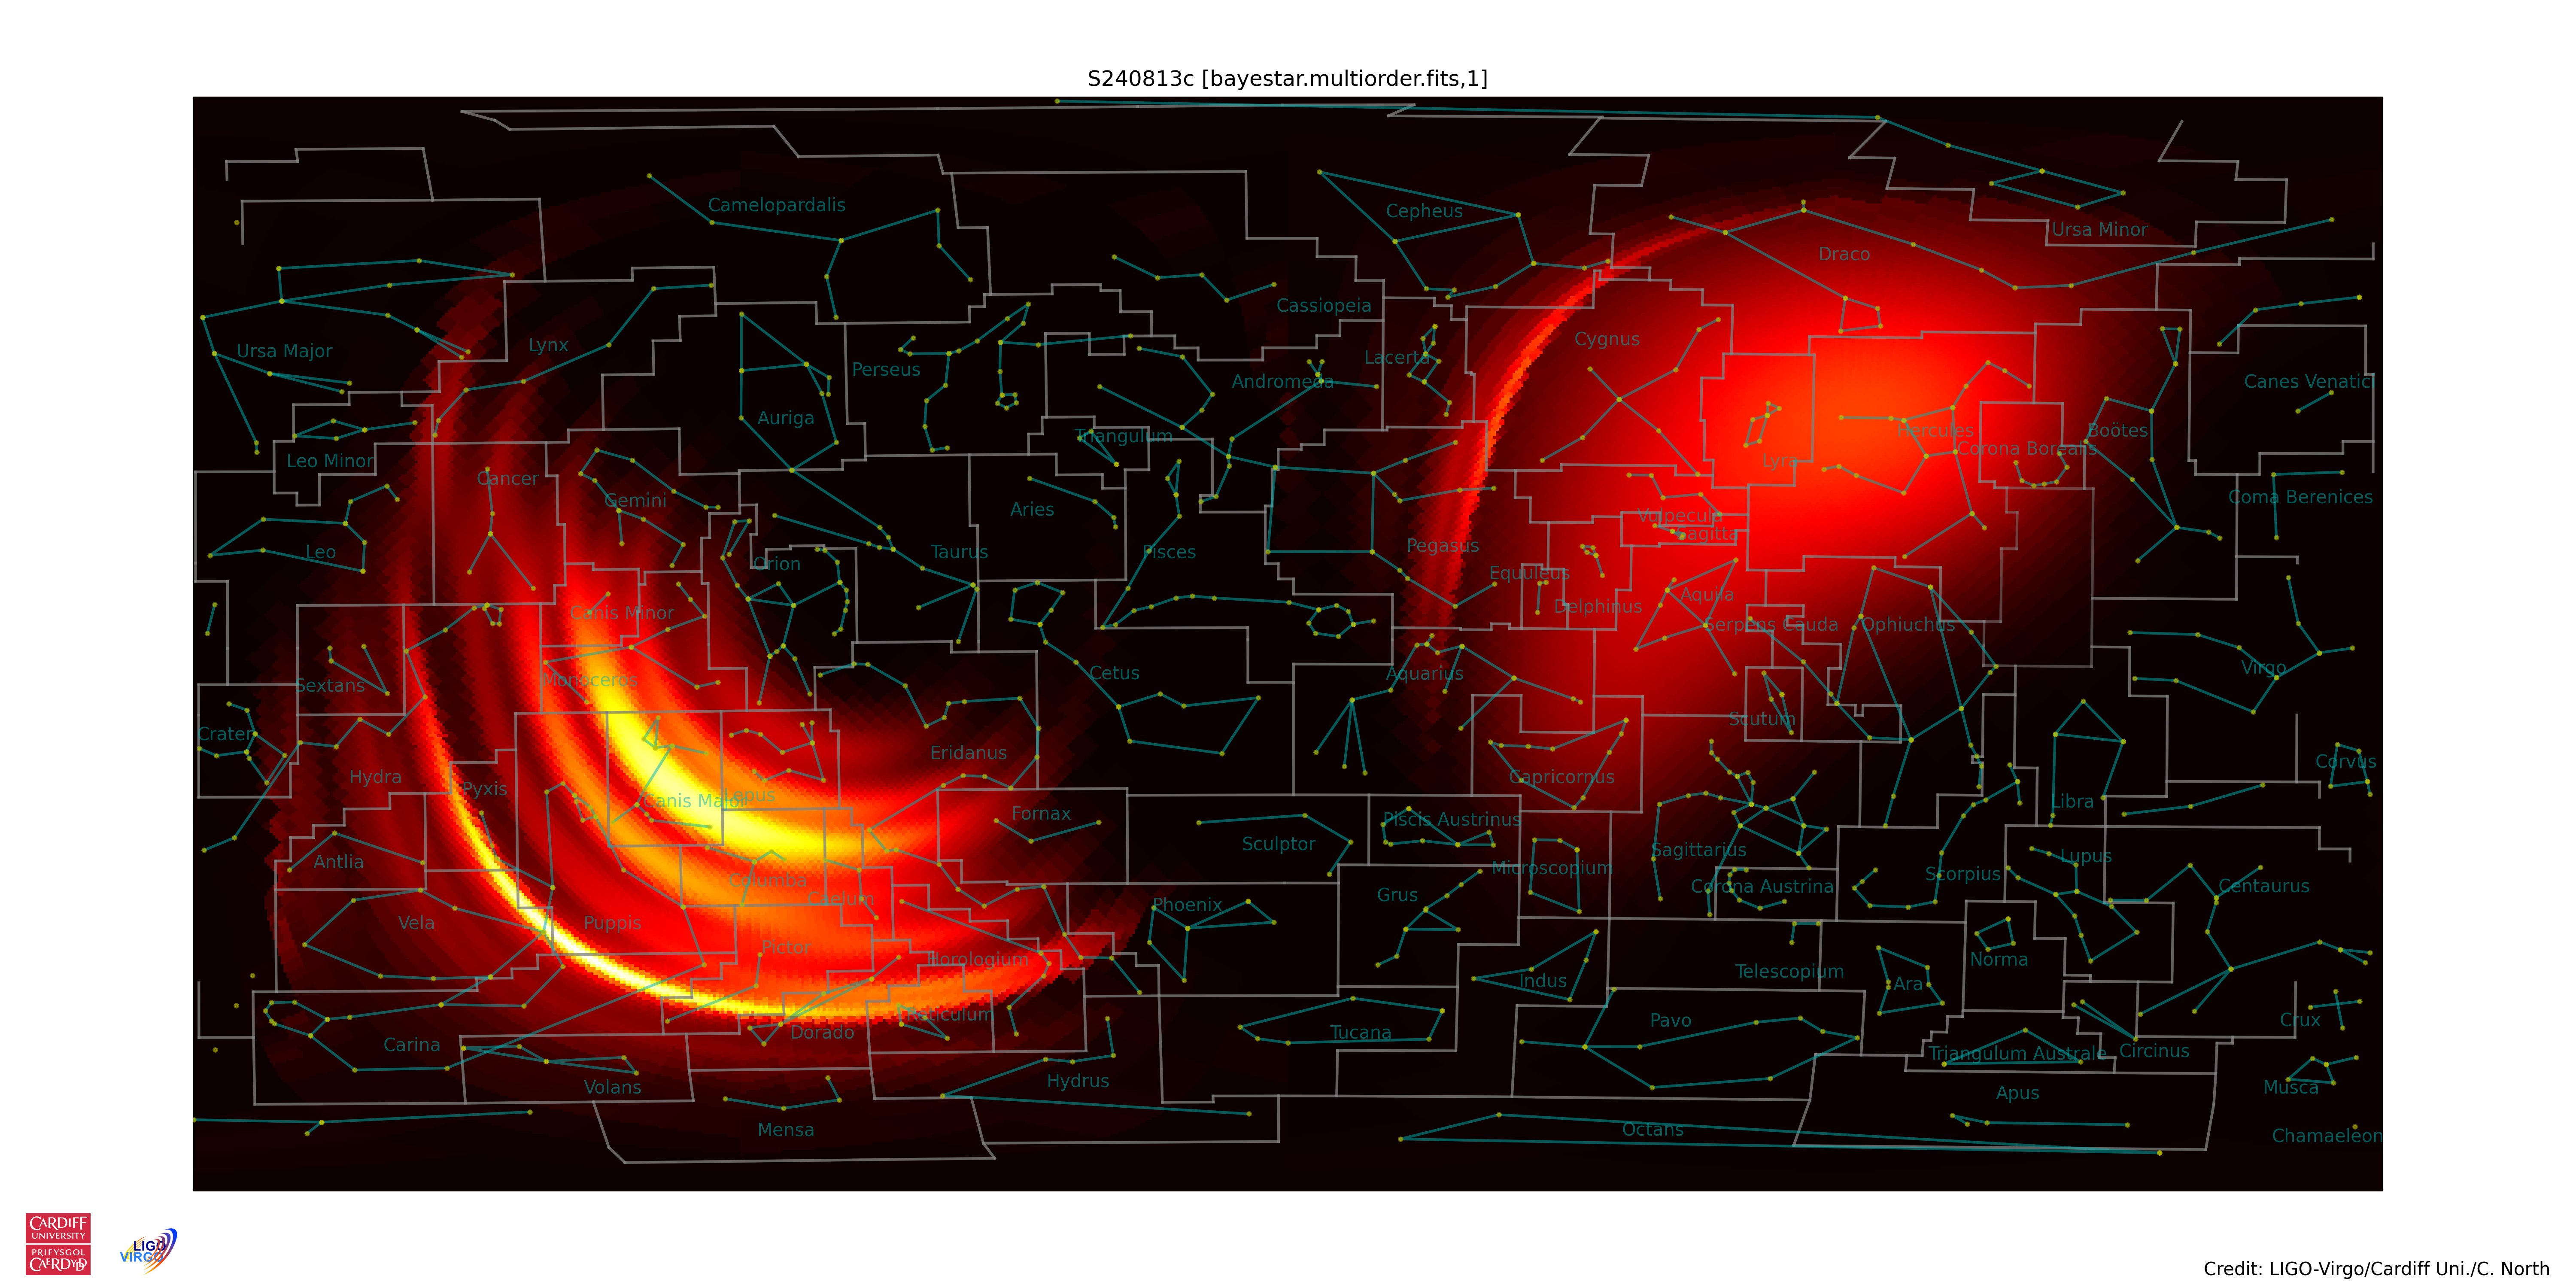 S240813c [bayestar.multiorder.fits,1]
Camelopardalis
Cepheus
Ursa Minor
Draco
Cassiopeia
Ursa Major
Lynx
Cygnus
Lacerta
Perseus
Andromeda
Canes Venatic
Auriga
Triangulum
Hercules
Boötes
Leo Minor
Lyra
Corona Borealis
Cancer
Gemini
Coma Berenices
Aries
Vulpecula
Sagitta
Leo
Orion
Taurus
Pisces
Pegasus
Equuleus
Canis Minor
Delphinus
Aquila
Serpens Cauda
Ophiuchus
Sextans
Monoceros
Cetus
Aquarius
Virgo
Crater
Scutum
Eridanus
Hydra
Pyxis
Capricornus
Corvus
Canis Major
Lepus
Fornax
Libra
Piscis Austrinus
Antlia
Sculptor
Sagittarius
Lupus
Columba
Caelum
Microscopium
Corona Austrina
Scorpius
Centaurus
Grus
Phoenix
Vela
Puppis
Pictor
Horologium
Norma
Telescopium
Indus
Ara
Reticulum
Dorado
Tucana
Pavo
Crux
Carina
Triangulum Australe
Circinus
Volans
Hydrus
Apus
Musca
Mensa
Octans
Chamaeleon
CARDIFF
UNIVERSITY
PRIFYSGOL
CAERDYDD
LIGO
VIRGO
Credit: LIGO-Virgo/Cardiff Uni./C. North